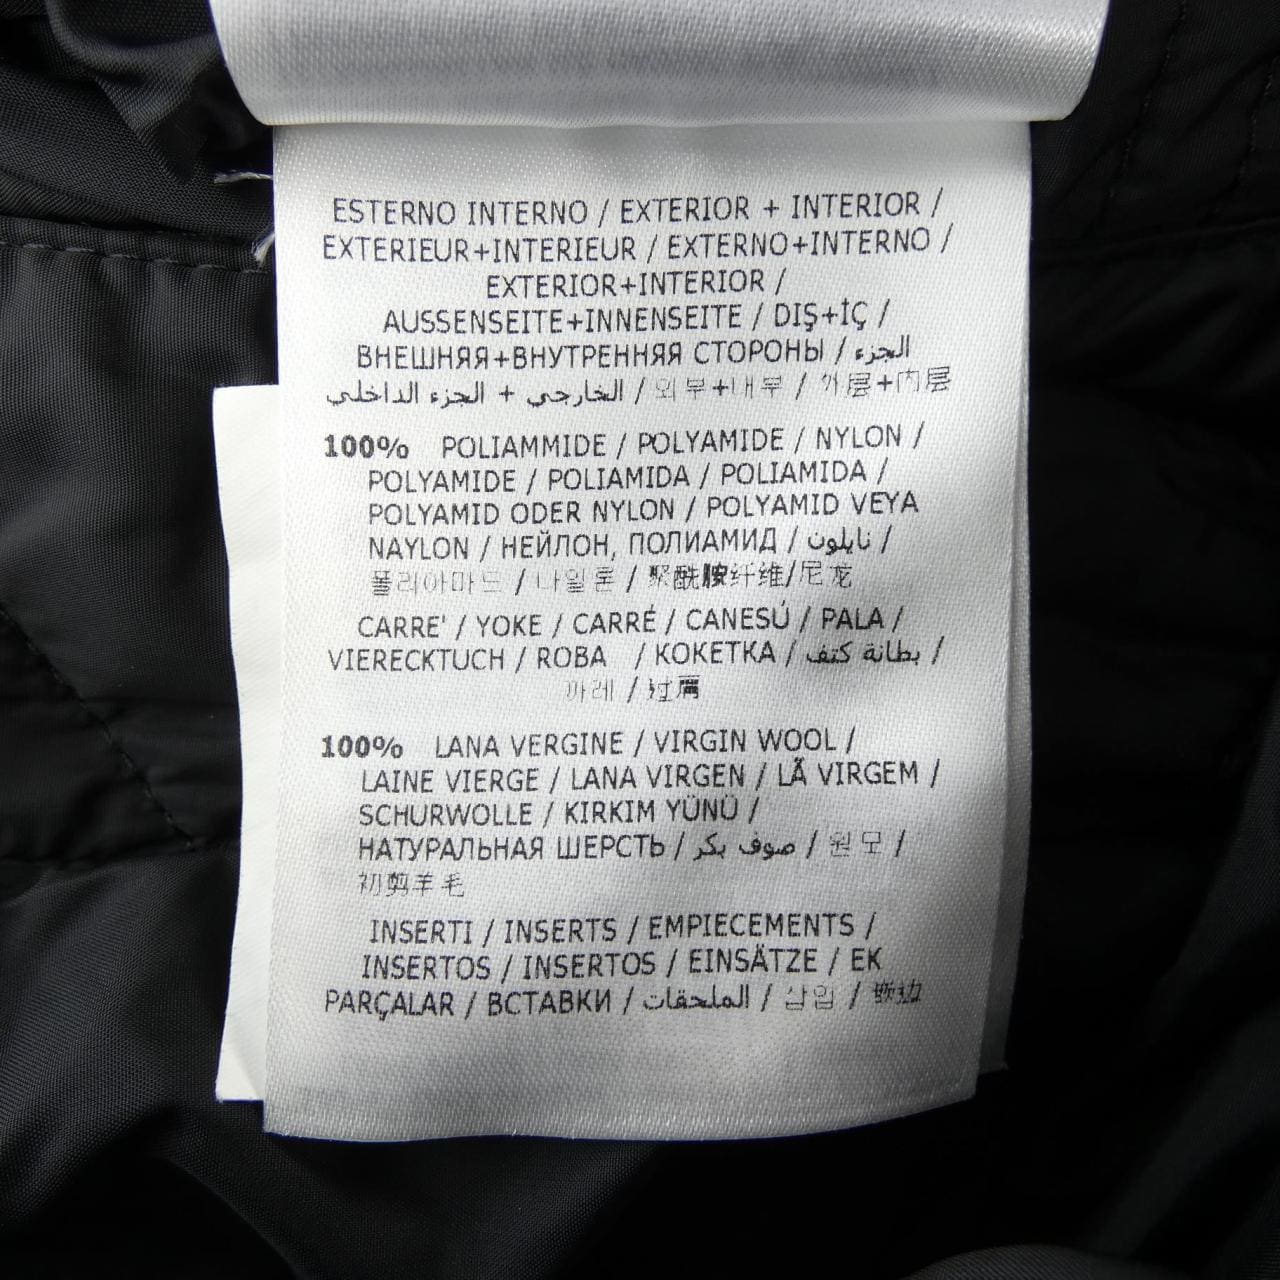 ESTERNO INTERNO / EXTERIOR + INTERIOR /
EXTERIEUR+INTERIEUR / EXTERNO+INTERNO /
EXTERIOR+INTERIOR /
AUSSENSEITE+INNENSEITE / DIŞ+İÇ /
ВНЕШНЯЯ+ВНУТРЕННЯЯ СТОРОНЫ / الجزء
الخارجي + الجزء الداخلي / 외부+내부 / 外层+内层
100% POLIAMMIDE / POLYAMIDE / NYLON /
POLYAMIDE / POLIAMIDA / POLIAMIDA /
POLYAMID ODER NYLON / POLYAMID VEYA
NAYLON / НЕЙЛОН, ПОЛИАМИД / نايلون /
폴리아마드 / 나일론 / 聚酰胺纤维/尼龙
CARRE' / YOKE / CARRÉ / CANESÚ / PALA /
VIERECKTUCH / ROBA / КОКЕТКА / بطانة كتف /
까레 / 过肩
100% LANA VERGINE / VIRGIN WOOL /
LAINE VIERGE / LANA VIRGEN / LÃ VIRGEM /
SCHURWOLLE / KIRKIM YÜNÜ /
НАТУРАЛЬНАЯ ШЕРСТЬ / صوف بكر / 원모 /
初剪羊毛
INSERTI / INSERTS / EMPIECEMENTS /
INSERTOS / INSERTOS / EINSÄTZE / EK
PARÇALAR / ВСТАВКИ / الملحقات / 삽입 / 嵌边